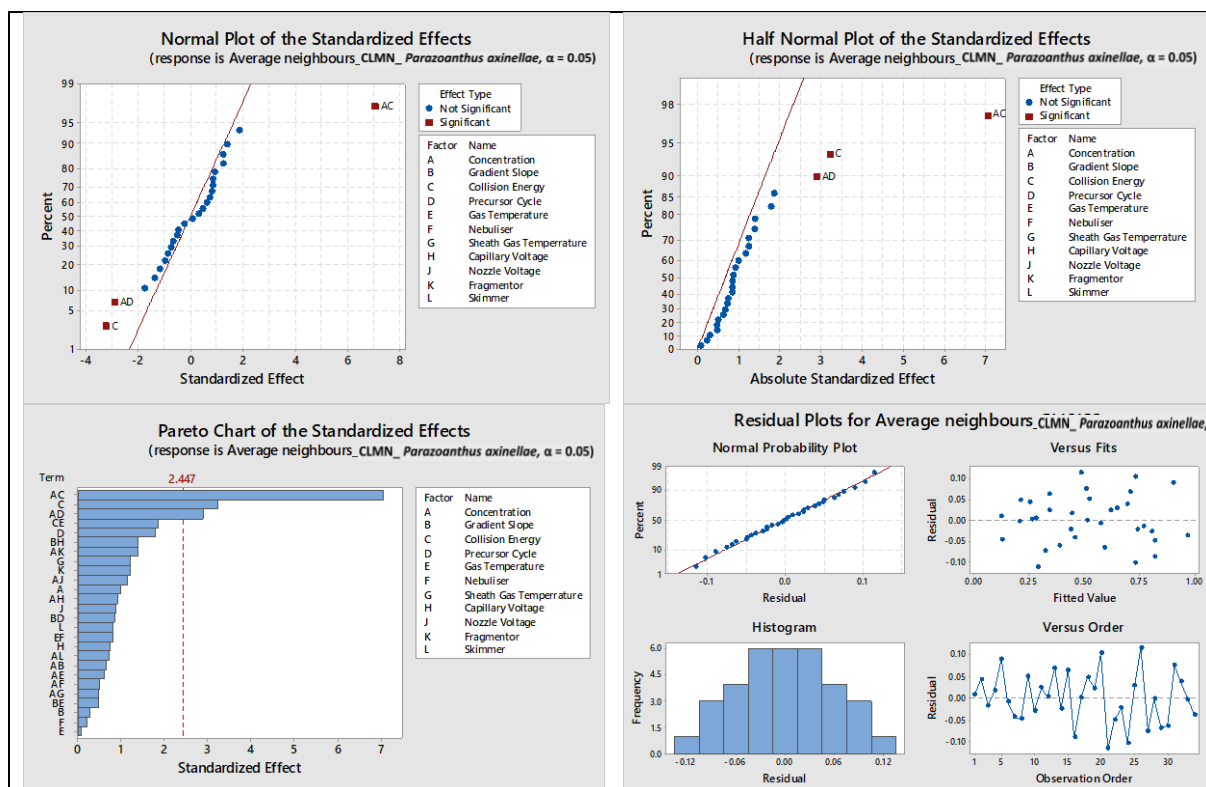 Normal Plot of the Standardized Effects
(response is Average neighbours_CLMN_ Parazoanthus axinellae, α = 0.05)
99
95
90
80
70
60
50
40
30
20
10
5
1
Percent
AC
AD
C
-4 -2 0 2 4 6 8
Standardized Effect
Effect Type
Not Significant
Significant
Factor Name
A Concentration
B Gradient Slope
C Collision Energy
D Precursor Cycle
E Gas Temperature
F Nebuliser
G Sheath Gas Temperrature
H Capillary Voltage
J Nozzle Voltage
K Fragmentor
L Skimmer
Half Normal Plot of the Standardized Effects
(response is Average neighbours_CLMN_ Parazoanthus axinellae, α = 0.05)
98
95
90
85
80
70
60
50
40
30
20
10
0
Percent
AC
C
AD
0 1 2 3 4 5 6 7
Absolute Standardized Effect
Effect Type
Not Significant
Significant
Factor Name
A Concentration
B Gradient Slope
C Collision Energy
D Precursor Cycle
E Gas Temperature
F Nebuliser
G Sheath Gas Temperrature
H Capillary Voltage
J Nozzle Voltage
K Fragmentor
L Skimmer
Pareto Chart of the Standardized Effects
(response is Average neighbours_CLMN_ Parazoanthus axinellae, α = 0.05)
Term
2.447
AC
C
AD
CE
D
BH
AK
G
K
AJ
A
AH
J
BD
L
EF
H
AL
AB
AE
AF
AG
BE
B
F
E
0 1 2 3 4 5 6 7
Standardized Effect
Factor Name
A Concentration
B Gradient Slope
C Collision Energy
D Precursor Cycle
E Gas Temperature
F Nebuliser
G Sheath Gas Temperrature
H Capillary Voltage
J Nozzle Voltage
K Fragmentor
L Skimmer
Residual Plots for Average neighbours_CLMN_ Parazoanthus axinellae,
Normal Probability Plot
99
90
50
10
1
Percent
-0.1 0.0 0.1
Residual
Versus Fits
0.10
0.05
0.00
-0.05
-0.10
Residual
0.00 0.25 0.50 0.75 1.00
Fitted Value
Histogram
6.0
4.5
3.0
1.5
0.0
Frequency
-0.12 -0.06 0.00 0.06 0.12
Residual
Versus Order
0.10
0.05
0.00
-0.05
-0.10
Residual
1 5 10 15 20 25 30
Observation Order